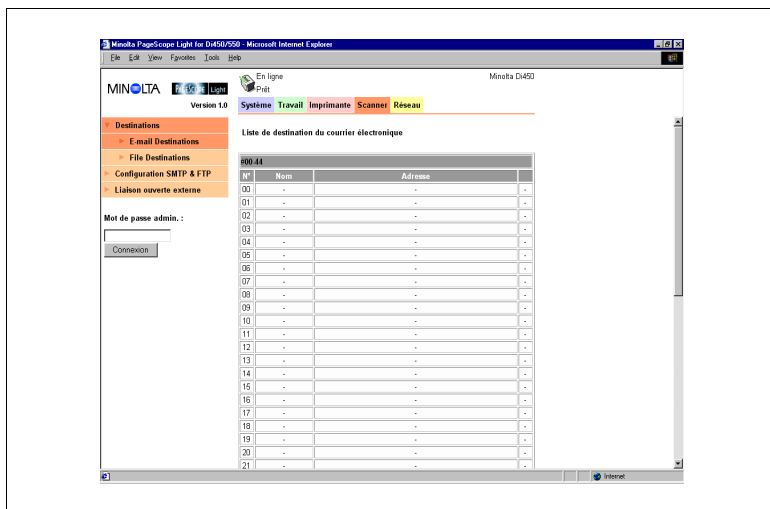 Minolta PageScope Light for Di450/550 - Microsoft Internet Explorer
File Edit View Favorites Tools Help
MINOLTA PAGESCOPE Light
Version 1.0
En ligne
Prêt
Minolta Di450
Système Travail Imprimante Scanner Réseau
Destinations
E-mail Destinations
File Destinations
Configuration SMTP & FTP
Liaison ouverte externe
Mot de passe admin. :
Connexion
Liste de destination du courrier électronique
#00-44
N° Nom Adresse
00 - - -
01 - - -
02 - - -
03 - - -
04 - - -
05 - - -
06 - - -
07 - - -
08 - - -
09 - - -
10 - - -
11 - - -
12 - - -
13 - - -
14 - - -
15 - - -
16 - - -
17 - - -
18 - - -
19 - - -
20 - - -
21 - - -
Internet